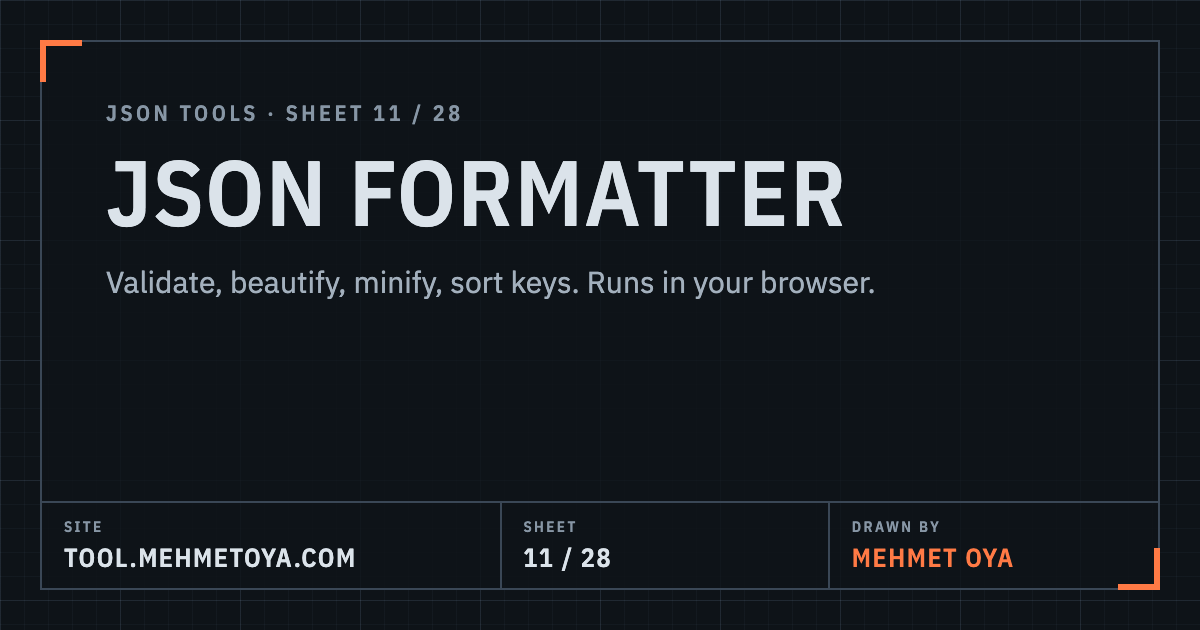 JSON TOOLS · SHEET 11 / 28
JSON FORMATTER
Validate, beautify, minify, sort keys. Runs in your browser.
SITE
TOOL.MEHMETOYA.COM
SHEET
11 / 28
DRAWN BY
MEHMET OYA